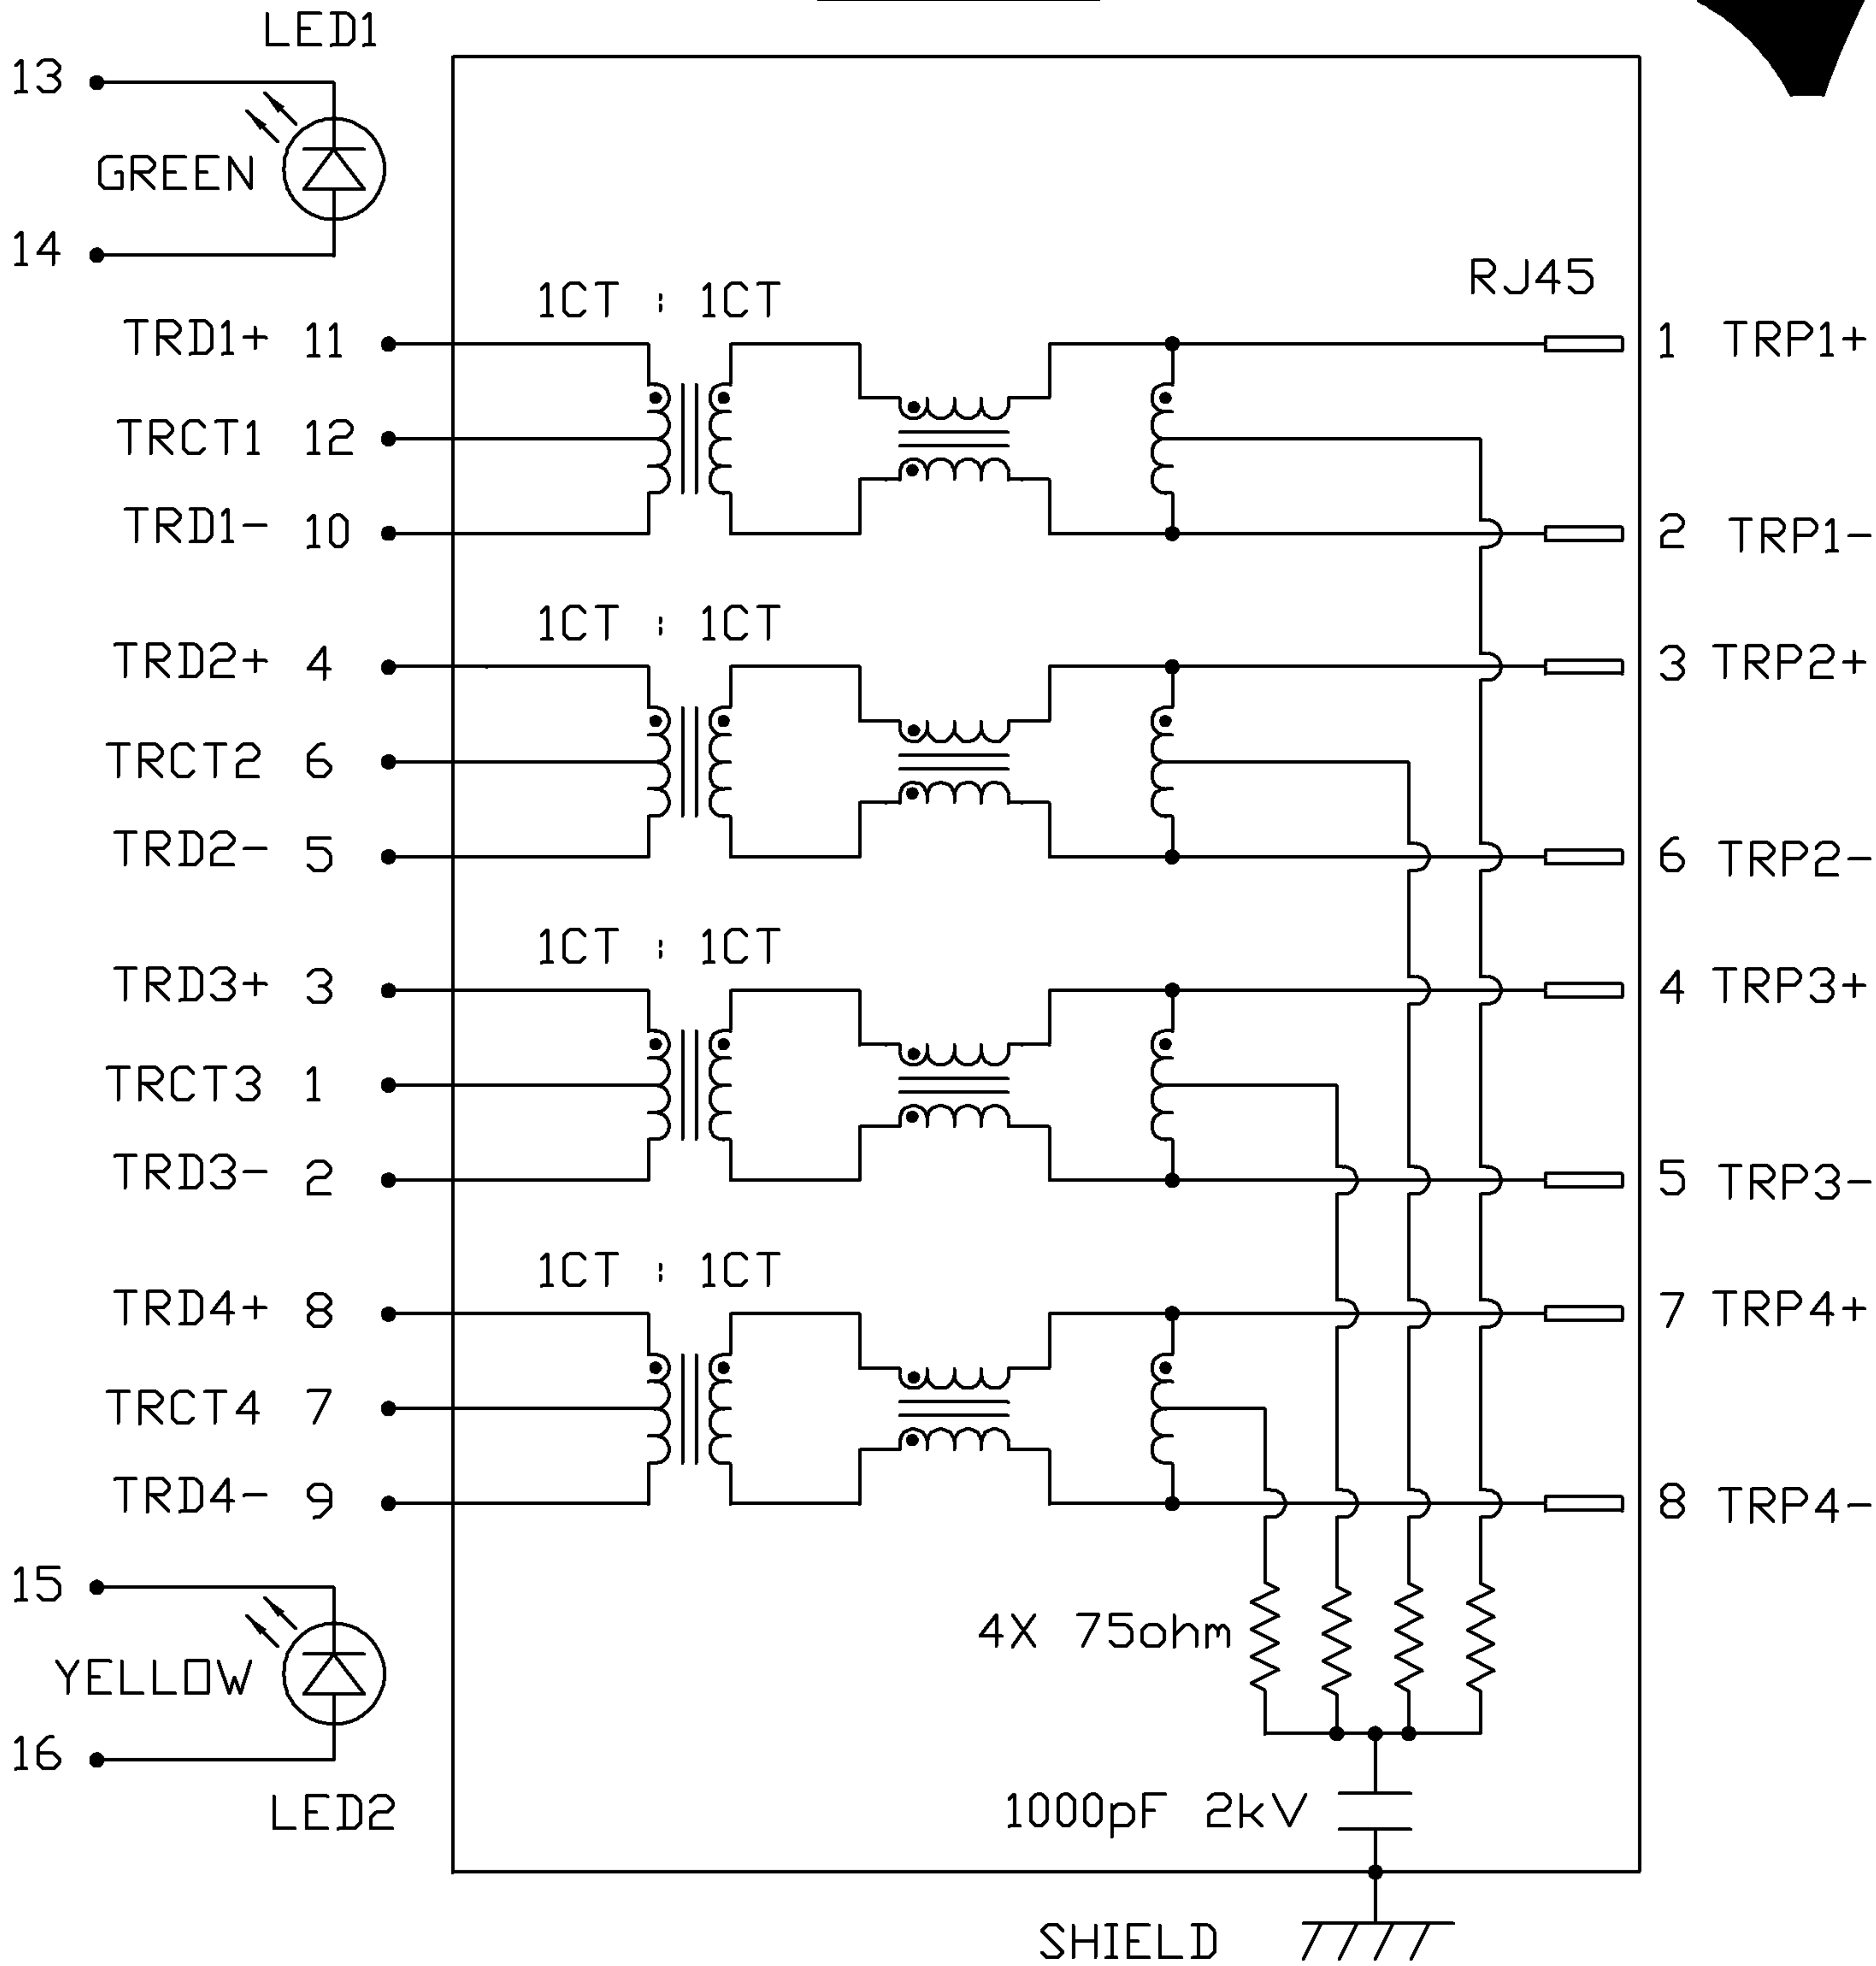 LED1
13
GREEN
14
RJ45
1CT : 1CT
TRD1+ 11
1 TRP1+
TRCT1 12
TRD1- 10
2 TRP1-
1CT : 1CT
TRD2+ 4
3 TRP2+
TRCT2 6
TRD2- 5
6 TRP2-
1CT : 1CT
TRD3+ 3
4 TRP3+
TRCT3 1
TRD3- 2
5 TRP3-
1CT : 1CT
TRD4+ 8
7 TRP4+
TRCT4 7
TRD4- 9
8 TRP4-
15
4X 75ohm
YELLOW
16
LED2
1000pF 2kV
SHIELD